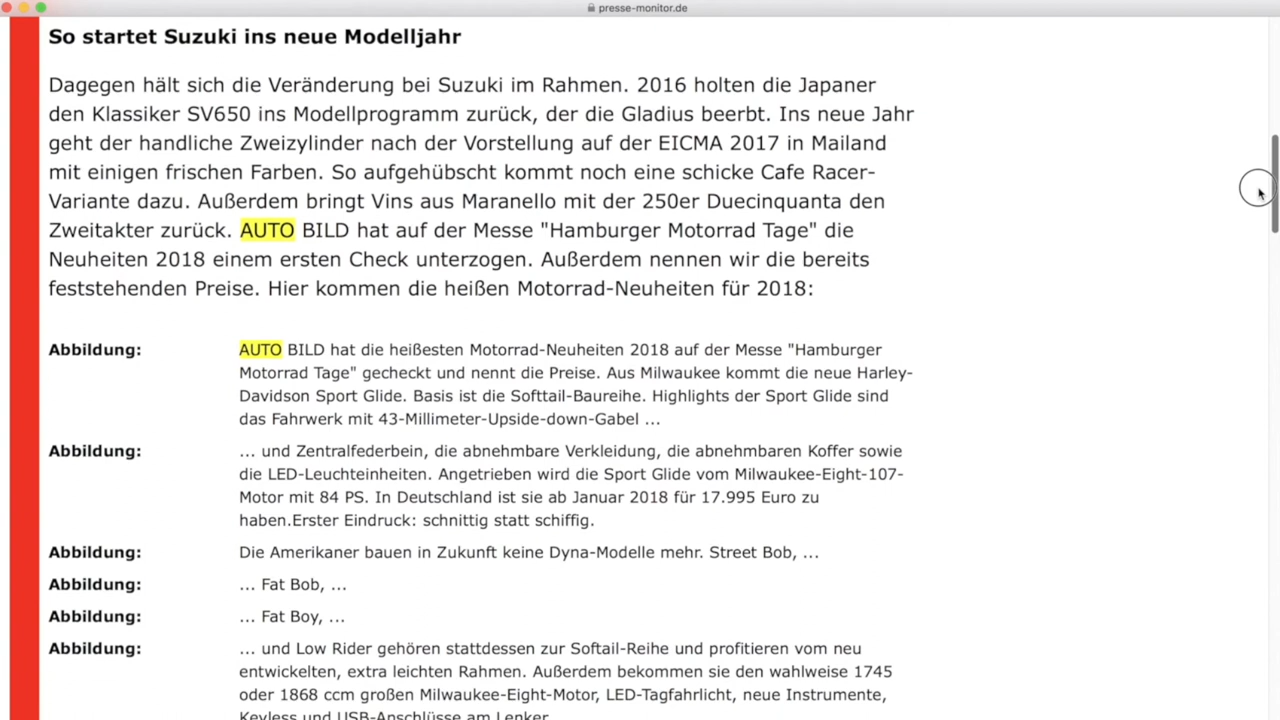 presse-monitor.de
So startet Suzuki ins neue Modelljahr
Dagegen hält sich die Veränderung bei Suzuki im Rahmen. 2016 holten die Japaner
den Klassiker SV650 ins Modellprogramm zurück, der die Gladius beerbt. Ins neue Jahr
geht der handliche Zweizylinder nach der Vorstellung auf der EICMA 2017 in Mailand
mit einigen frischen Farben. So aufgehübscht kommt noch eine schicke Cafe Racer-
Variante dazu. Außerdem bringt Vins aus Maranello mit der 250er Duecinquanta den
Zweitakter zurück. AUTO BILD hat auf der Messe "Hamburger Motorrad Tage" die
Neuheiten 2018 einem ersten Check unterzogen. Außerdem nennen wir die bereits
feststehenden Preise. Hier kommen die heißen Motorrad-Neuheiten für 2018:
Abbildung: AUTO BILD hat die heißesten Motorrad-Neuheiten 2018 auf der Messe "Hamburger
Motorrad Tage" gecheckt und nennt die Preise. Aus Milwaukee kommt die neue Harley-
Davidson Sport Glide. Basis ist die Softtail-Baureihe. Highlights der Sport Glide sind
das Fahrwerk mit 43-Millimeter-Upside-down-Gabel ...
Abbildung: ... und Zentralfederbein, die abnehmbare Verkleidung, die abnehmbaren Koffer sowie
die LED-Leuchteinheiten. Angetrieben wird die Sport Glide vom Milwaukee-Eight-107-
Motor mit 84 PS. In Deutschland ist sie ab Januar 2018 für 17.995 Euro zu
haben.Erster Eindruck: schnittig statt schiffig.
Abbildung: Die Amerikaner bauen in Zukunft keine Dyna-Modelle mehr. Street Bob, ...
Abbildung: ... Fat Bob, ...
Abbildung: ... Fat Boy, ...
Abbildung: ... und Low Rider gehören stattdessen zur Softail-Reihe und profitieren vom neu
entwickelten, extra leichten Rahmen. Außerdem bekommen sie den wahlweise 1745
oder 1868 ccm großen Milwaukee-Eight-Motor, LED-Tagfahrlicht, neue Instrumente,
Keyless und USB-Anschlüsse am Lenker.